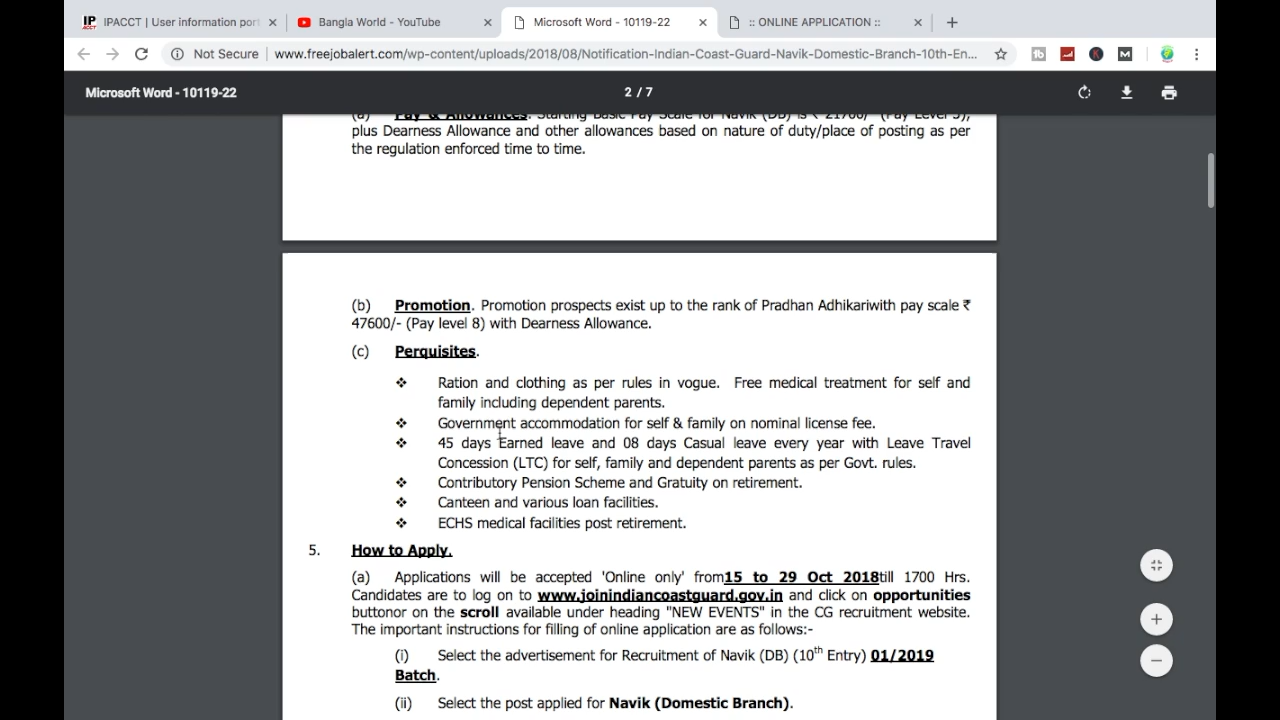 IPACCT | User information port
Bangla World - YouTube
Microsoft Word - 10119-22
:: ONLINE APPLICATION ::
Not Secure
www.freejobalert.com/wp-content/uploads/2018/08/Notification-Indian-Coast-Guard-Navik-Domestic-Branch-10th-En...
Microsoft Word - 10119-22
2 / 7
(a) Pay & Allowances. Starting Basic Pay Scale for Navik (DB) is ₹ 21700/- (Pay Level 3),
plus Dearness Allowance and other allowances based on nature of duty/place of posting as per
the regulation enforced time to time.
(b) Promotion. Promotion prospects exist up to the rank of Pradhan Adhikariwith pay scale ₹
47600/- (Pay level 8) with Dearness Allowance.
(c) Perquisites.
❖ Ration and clothing as per rules in vogue. Free medical treatment for self and
family including dependent parents.
❖ Government accommodation for self & family on nominal license fee.
❖ 45 days Earned leave and 08 days Casual leave every year with Leave Travel
Concession (LTC) for self, family and dependent parents as per Govt. rules.
❖ Contributory Pension Scheme and Gratuity on retirement.
❖ Canteen and various loan facilities.
❖ ECHS medical facilities post retirement.
5. How to Apply.
(a) Applications will be accepted 'Online only' from15 to 29 Oct 2018till 1700 Hrs.
Candidates are to log on to www.joinindiancoastguard.gov.in and click on opportunities
buttonor on the scroll available under heading "NEW EVENTS" in the CG recruitment website.
The important instructions for filling of online application are as follows:-
(i) Select the advertisement for Recruitment of Navik (DB) (10th Entry) 01/2019
Batch.
(ii) Select the post applied for Navik (Domestic Branch).